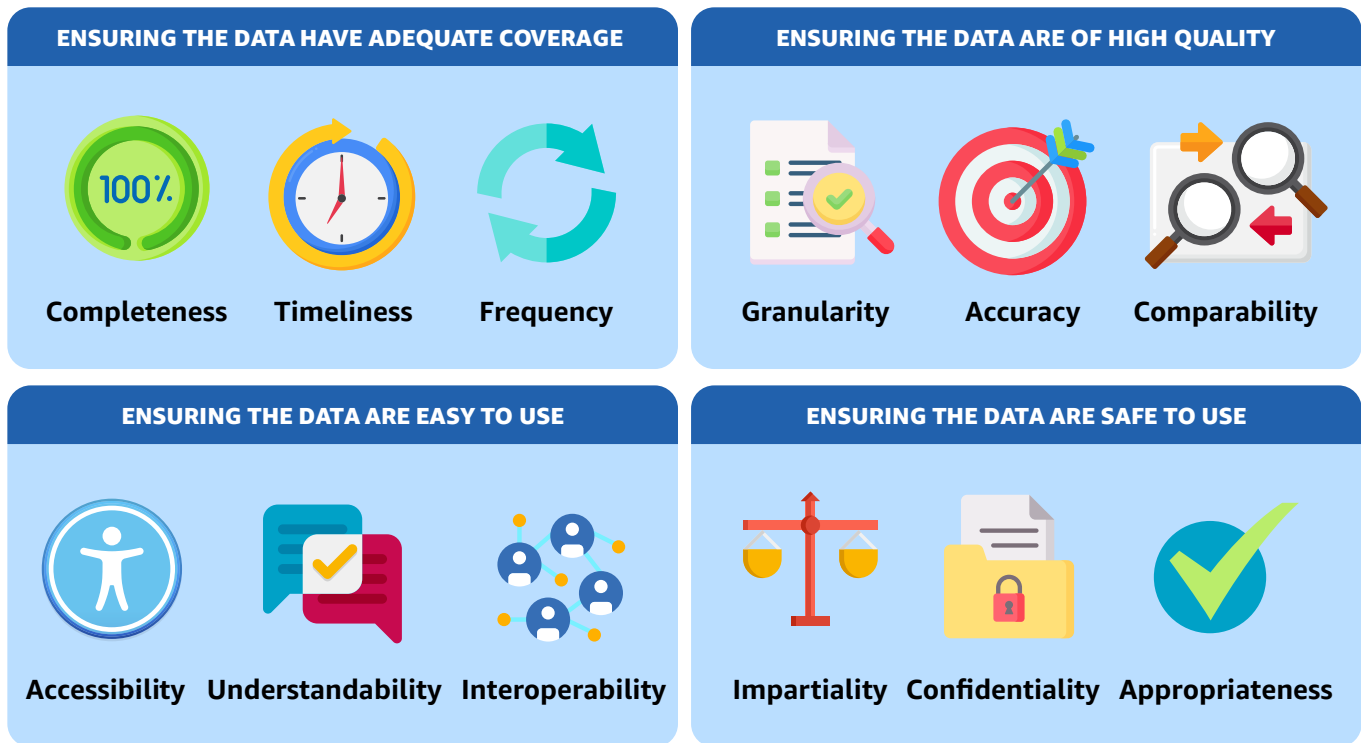 ENSURING THE DATA HAVE ADEQUATE COVERAGE
100%
Completeness
Timeliness
Frequency
ENSURING THE DATA ARE OF HIGH QUALITY
Granularity
Accuracy
Comparability
ENSURING THE DATA ARE EASY TO USE
Accessibility
Understandability
Interoperability
ENSURING THE DATA ARE SAFE TO USE
Impartiality
Confidentiality
Appropriateness